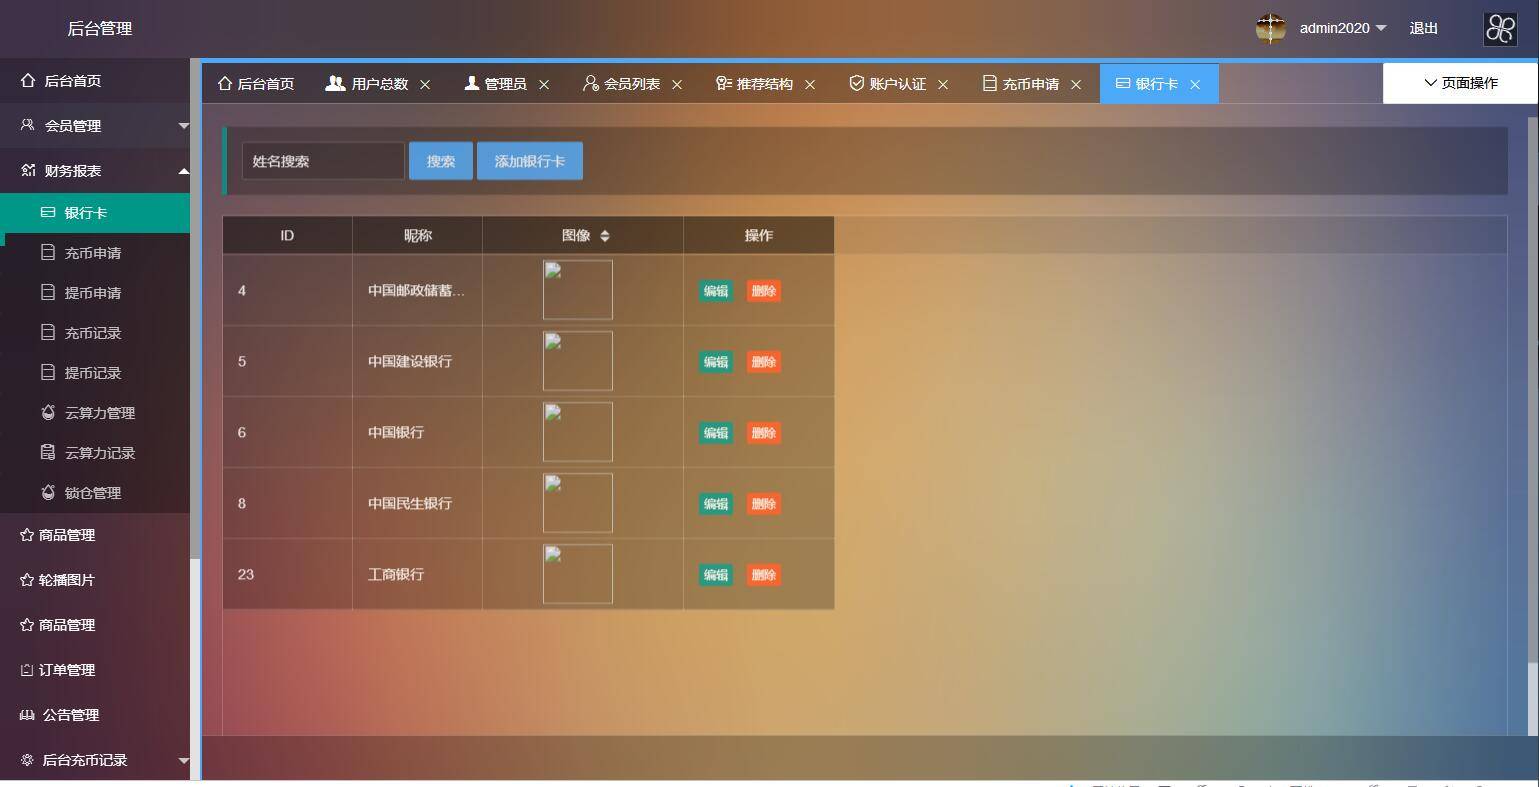 后台管理
admin2020 退出
后台首页
会员管理
财务报表
银行卡
充币申请
提币申请
充币记录
提币记录
云算力管理
云算力记录
锁仓管理
商品管理
轮播图片
商品管理
订单管理
公告管理
后台充币记录
后台首页 用户总数 管理员 会员列表 推荐结构 账户认证 充币申请 银行卡 页面操作
姓名搜索 搜索 添加银行卡
ID 昵称 图像 操作
4 中国邮政储蓄... 编辑 删除
5 中国建设银行 编辑 删除
6 中国银行 编辑 删除
8 中国民生银行 编辑 删除
23 工商银行 编辑 删除